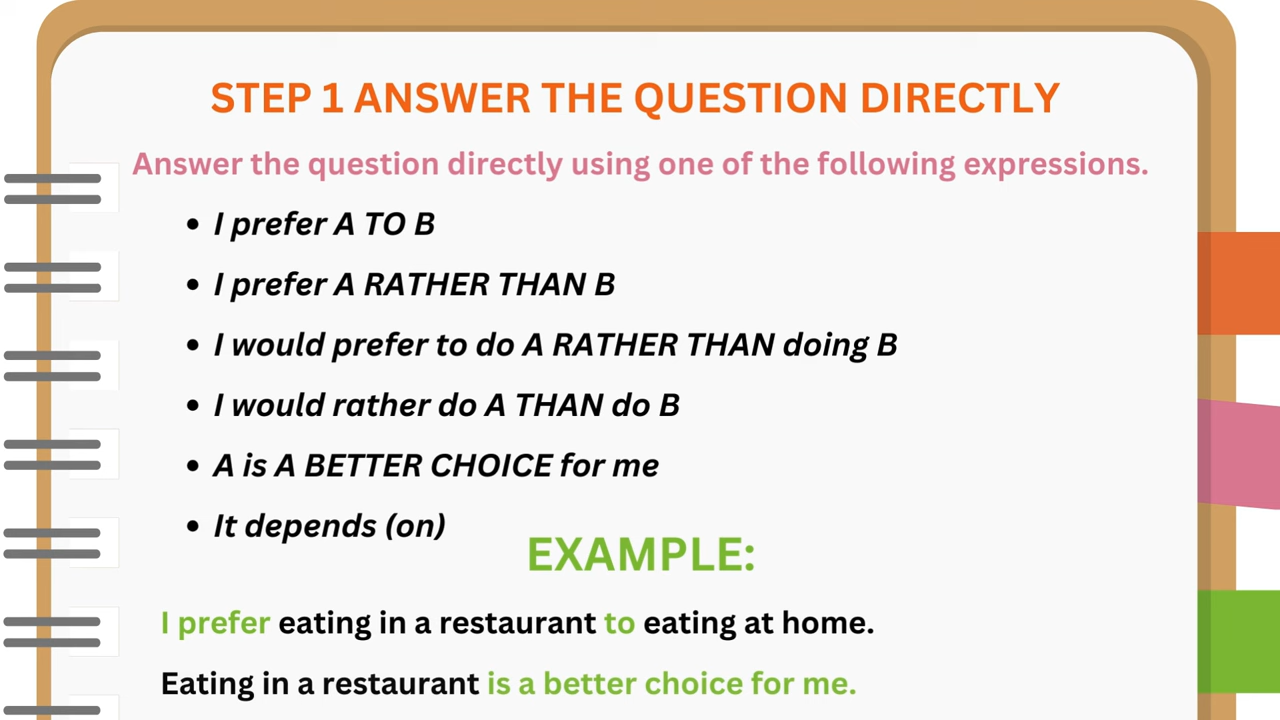 STEP 1 ANSWER THE QUESTION DIRECTLY
Answer the question directly using one of the following expressions.
• I prefer A TO B
• I prefer A RATHER THAN B
• I would prefer to do A RATHER THAN doing B
• I would rather do A THAN do B
• A is A BETTER CHOICE for me
• It depends (on)
EXAMPLE:
I prefer eating in a restaurant to eating at home.
Eating in a restaurant is a better choice for me.